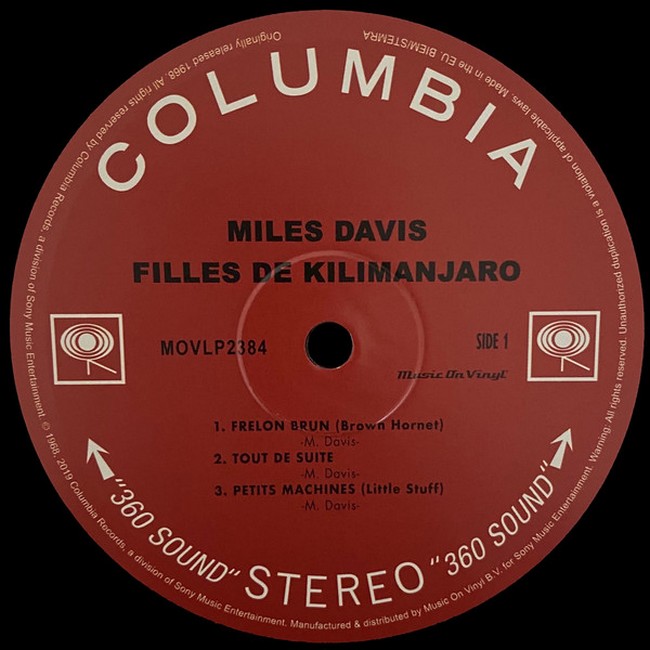 COLUMBIA
MILES DAVIS
FILLES DE KILIMANJARO
MOVLP2384
SIDE 1
Music On Vinyl
1. FRELON BRUN (Brown Hornet)
-M. Davis-
2. TOUT DE SUITE
-M. Davis-
3. PETITS MACHINES (Little Stuff)
-M. Davis-
"360 SOUND" STEREO "360 SOUND"
Originally released 1968. All rights reserved by Columbia Records, a division of Sony Music Entertainment. © 1968, 2019 Columbia Records, a division of Sony Music Entertainment. Manufactured & distributed by Music On Vinyl B.V. for Sony Music Entertainment. Warning: All rights reserved. Unauthorized duplication is a violation of applicable laws. Made in the EU. BIEM/STEMRA